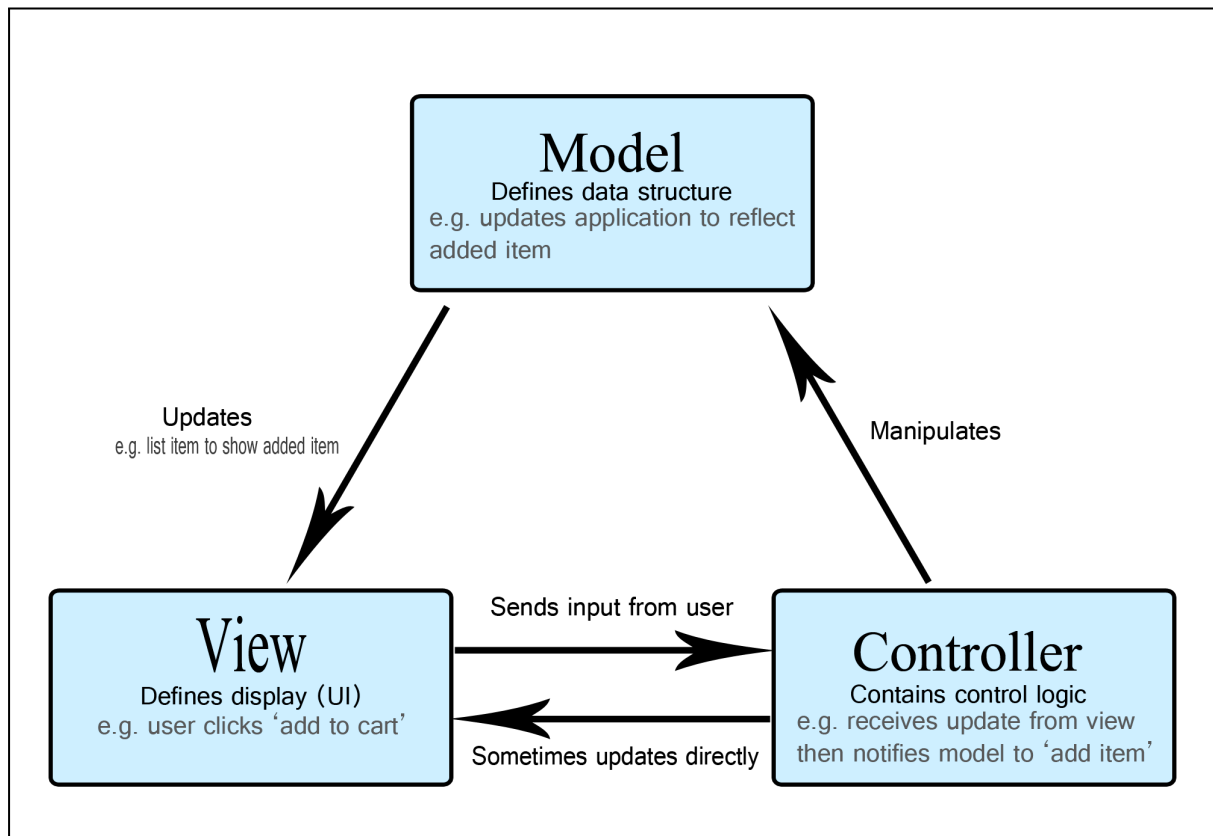 Model
Defines data structure
e.g. updates application to reflect
added item
Updates
e.g. list item to show added item
Manipulates
View
Defines display (UI)
e.g. user clicks ‘add to cart’
Sends input from user
Sometimes updates directly
Controller
Contains control logic
e.g. receives update from view
then notifies model to ‘add item’